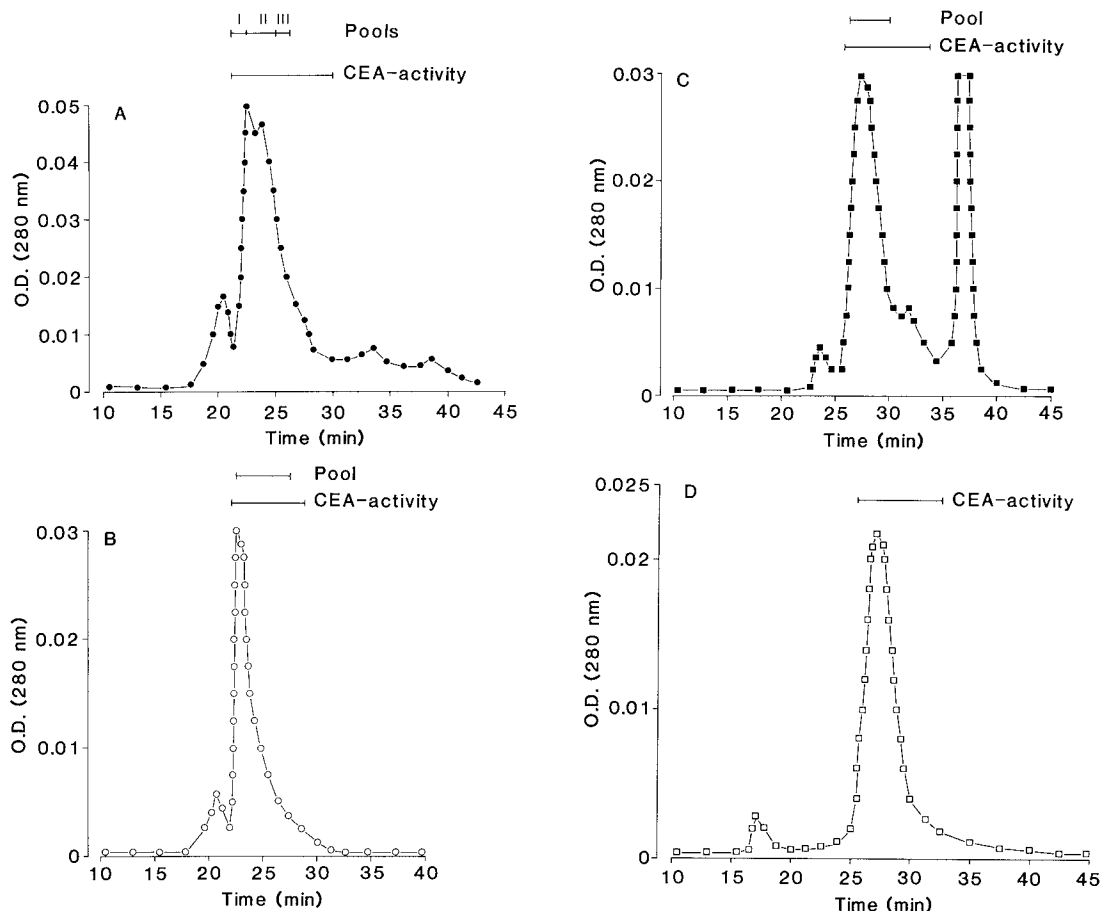 I II III
Pools
CEA-activity
A
O.D. (280 nm)
0.05
0.04
0.03
0.02
0.01
0
10 15 20 25 30 35 40 45
Time (min)
Pool
CEA-activity
C
O.D. (280 nm)
0.03
0.02
0.01
0
10 15 20 25 30 35 40 45
Time (min)
Pool
CEA-activity
B
O.D. (280 nm)
0.03
0.02
0.01
0
10 15 20 25 30 35 40
Time (min)
CEA-activity
D
O.D. (280 nm)
0.025
0.02
0.01
0
10 15 20 25 30 35 40 45
Time (min)